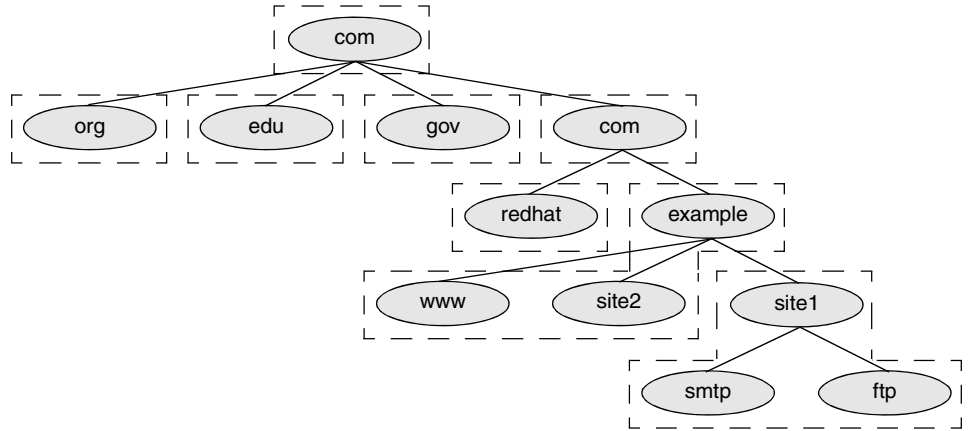 com
org edu gov com
redhat example
www site2 site1
smtp ftp